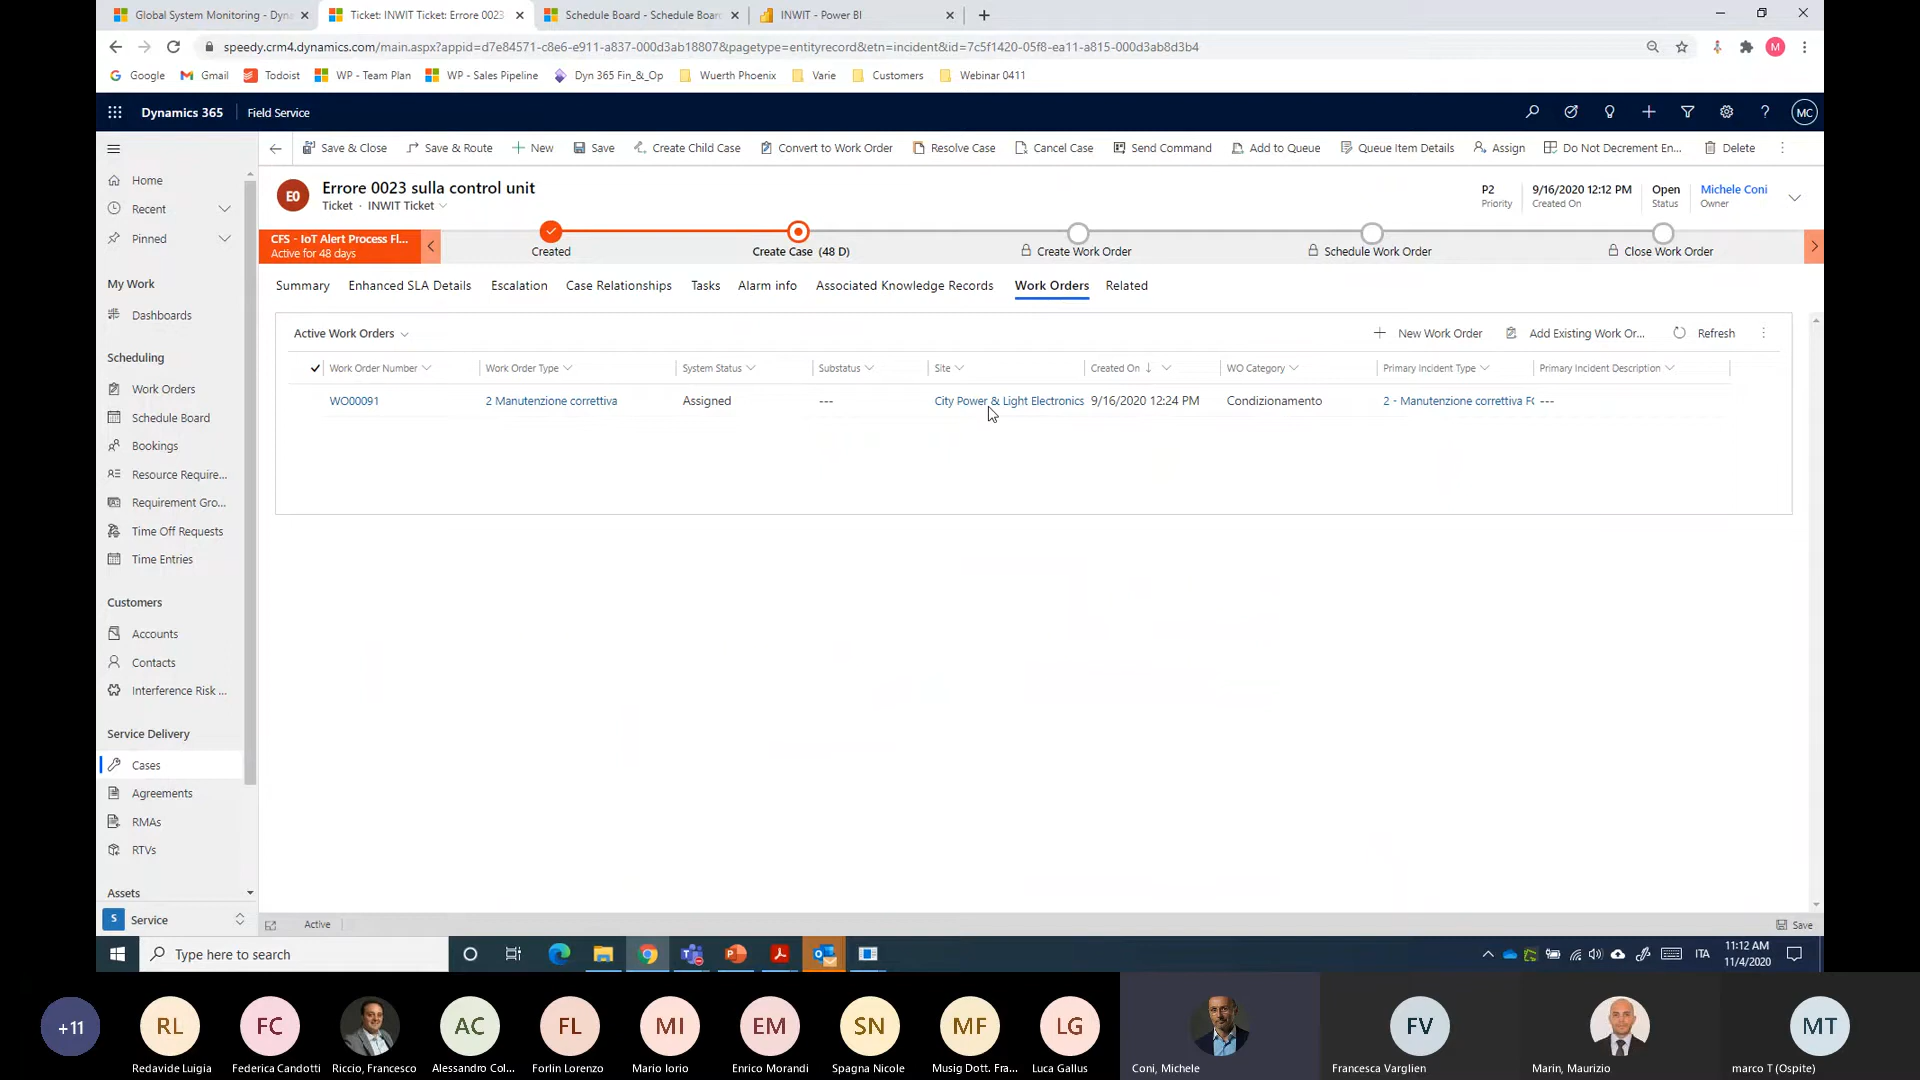 Global System Monitoring - Dyna
Ticket: INWIT Ticket: Errore 0023
Schedule Board - Schedule Board
INWIT - Power BI
speedy.crm4.dynamics.com/main.aspx?appid=d7e84571-c8e6-e911-a837-000d3ab18807&pagetype=entityrecord&etn=incident&id=7c5f1420-05f8-ea11-a815-000d3ab8d3b4
M
Google
Gmail
Todoist
WP - Team Plan
WP - Sales Pipeline
Dyn 365 Fin_&_Op
Wuerth Phoenix
Varie
Customers
Webinar 0411
Dynamics 365
Field Service
MC
Save & Close
Save & Route
New
Save
Create Child Case
Convert to Work Order
Resolve Case
Cancel Case
Send Command
Add to Queue
Queue Item Details
Assign
Do Not Decrement En...
Delete
Home
Recent
Pinned
My Work
Dashboards
Scheduling
Work Orders
Schedule Board
Bookings
Resource Require...
Requirement Gro...
Time Off Requests
Time Entries
Customers
Accounts
Contacts
Interference Risk ...
Service Delivery
Cases
Agreements
RMAs
RTVs
Assets
S
Service
E0
Errore 0023 sulla control unit
Ticket · INWIT Ticket
P2
Priority
9/16/2020 12:12 PM
Created On
Open
Status
Michele Coni
Owner
CFS - IoT Alert Process Fl...
Active for 48 days
Created
Create Case (48 D)
Create Work Order
Schedule Work Order
Close Work Order
Summary
Enhanced SLA Details
Escalation
Case Relationships
Tasks
Alarm info
Associated Knowledge Records
Work Orders
Related
Active Work Orders
New Work Order
Add Existing Work Or...
Refresh
Work Order Number
Work Order Type
System Status
Substatus
Site
Created On
WO Category
Primary Incident Type
Primary Incident Description
WO00091
2 Manutenzione correttiva
Assigned
---
City Power & Light Electronics
9/16/2020 12:24 PM
Condizionamento
2 - Manutenzione correttiva FO
---
Active
Save
Type here to search
ITA
11:12 AM
11/4/2020
+11
RL
FC
AC
FL
MI
EM
SN
MF
LG
FV
MT
Redavide Luigia
Federica Candotti
Riccio, Francesco
Alessandro Col...
Forlin Lorenzo
Mario Iorio
Enrico Morandi
Spagna Nicole
Musig Dott. Fra...
Luca Gallus
Coni, Michele
Francesca Varglien
Marin, Maurizio
marco T (Ospite)